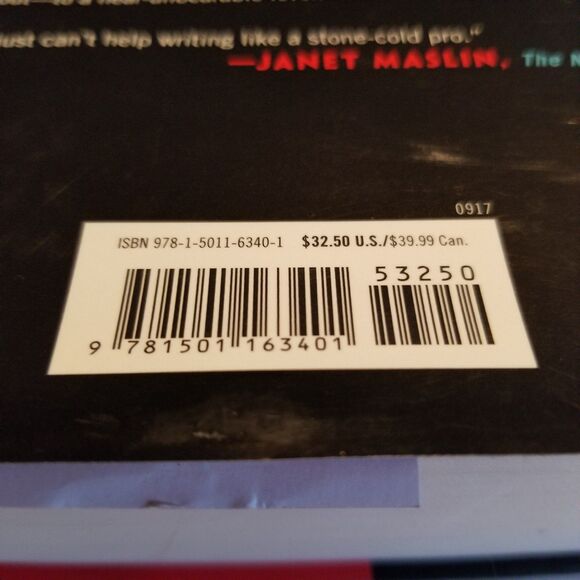 Just can't help writing like a stone-cold pro."
—JANET MASLIN, The N
0917
ISBN 978-1-5011-6340-1 $32.50 U.S./$39.99 Can.
53250
9 781501 163401